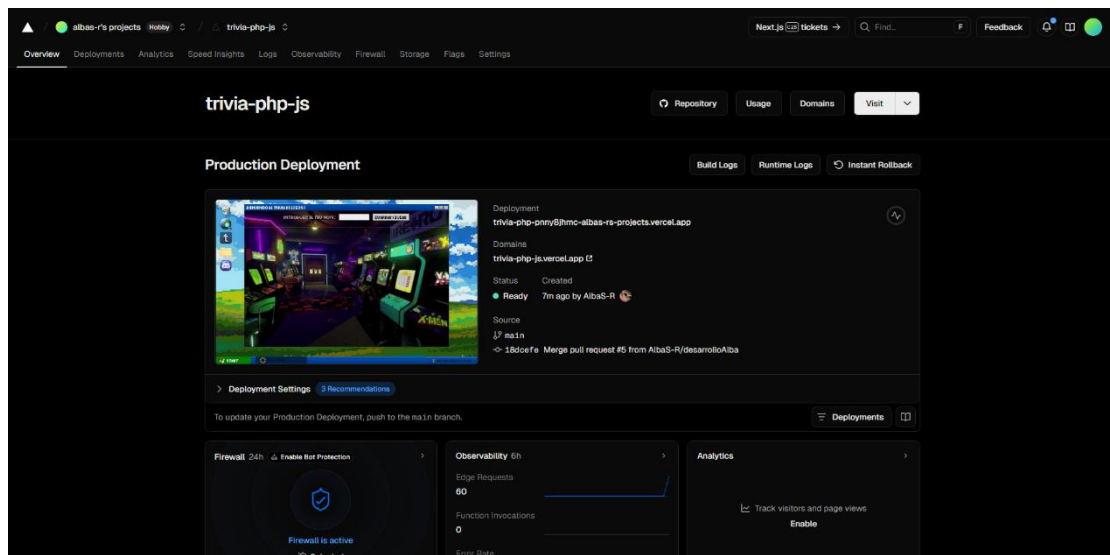 albas-r's projects Hobby / trivia-php-js
Next.js Conf tickets → Find... F Feedback
Overview Deployments Analytics Speed Insights Logs Observability Firewall Storage Flags Settings
trivia-php-js
Repository Usage Domains Visit
Production Deployment
Build Logs Runtime Logs Instant Rollback
START
Deployment
trivia-php-pnny8jhmc-albas-rs-projects.vercel.app
Domains
trivia-php-js.vercel.app
Status Created
Ready 7m ago by AlbaS-R
Source
main
18dcefe Merge pull request #5 from AlbaS-R/desarrolloAlba
Deployment Settings 3 Recommendations
To update your Production Deployment, push to the main branch.
Deployments
Firewall 24h Enable Bot Protection
Firewall is active
Observability 6h
Edge Requests
60
Function Invocations
0
Error Rate
Analytics
Track visitors and page views
Enable